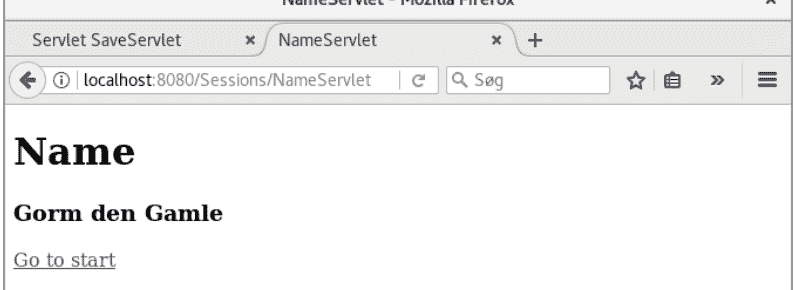 NameServlet - Mozilla Firefox
Servlet SaveServlet
NameServlet
localhost:8080/Sessions/NameServlet
Søg
Name
Gorm den Gamle
Go to start